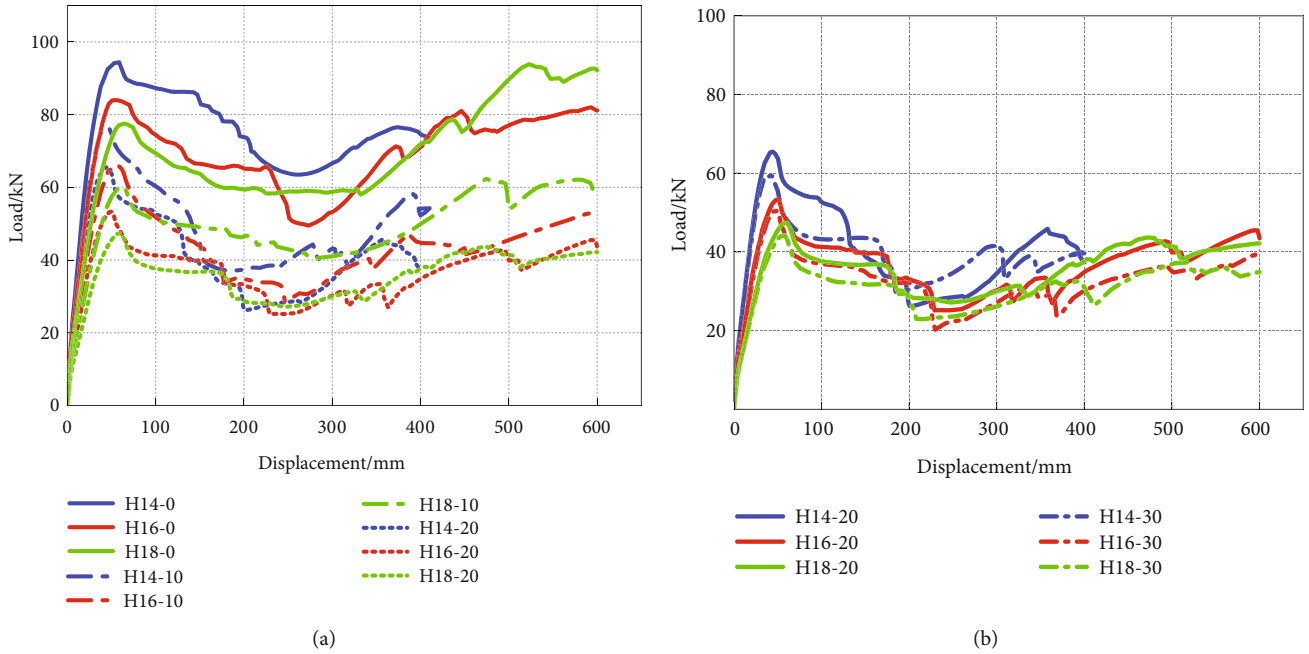 100
80
60
40
20
0
Load/kN
0 100 200 300 400 500 600
Displacement/mm
H14-0
H16-0
H18-0
H14-10
H16-10
H18-10
H14-20
H16-20
H18-20
(a)
100
80
60
40
20
Load/kN
0 100 200 300 400 500 600
Displacement/mm
H14-20
H16-20
H18-20
H14-30
H16-30
H18-30
(b)